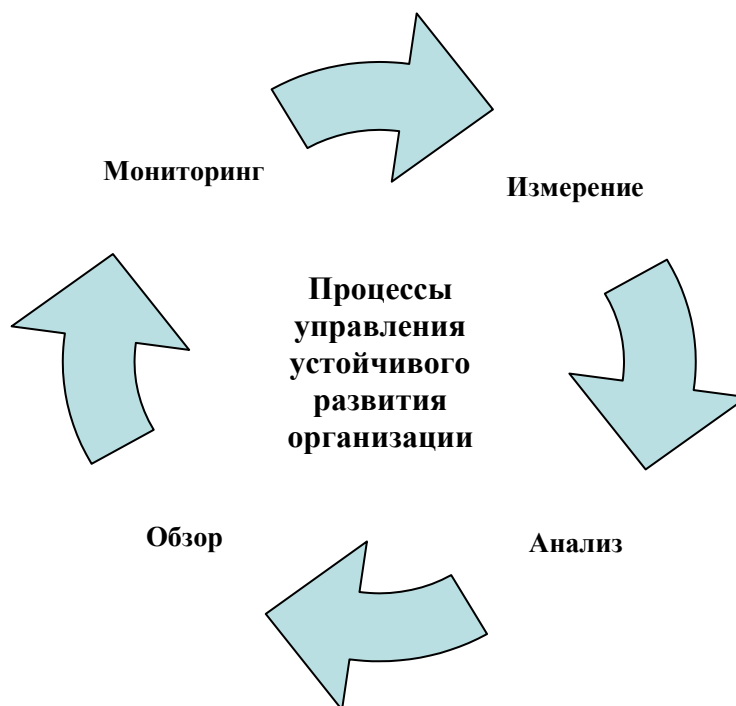 Мониторинг
Измерение
Процессы
управления
устойчивого
развития
организации
Обзор
Анализ